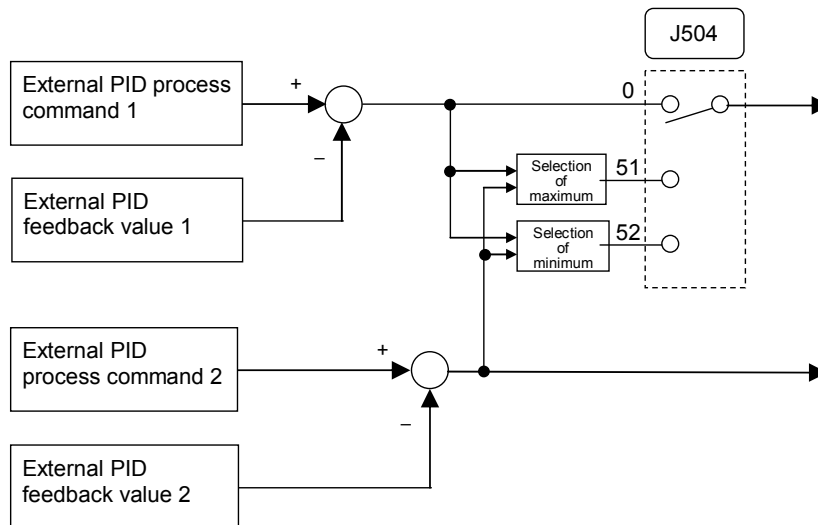 J504
External PID process
command 1
+
−
0
External PID
feedback value 1
Selection
of
maximum
51
Selection
of
minimum
52
External PID
process command 2
+
−
External PID
feedback value 2